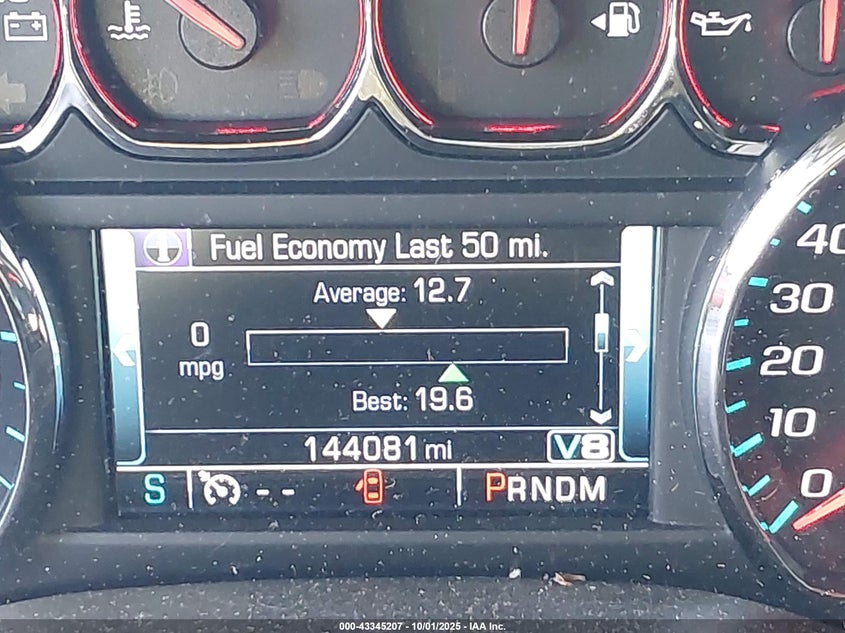 Fuel Economy Last 50 mi.
Average: 12.7
0
mpg
Best: 19.6
144081 mi
V8
S
- -
PRNDM
40
30
20
10
0
000-43345207 - 10/01/2025 - IAA Inc.